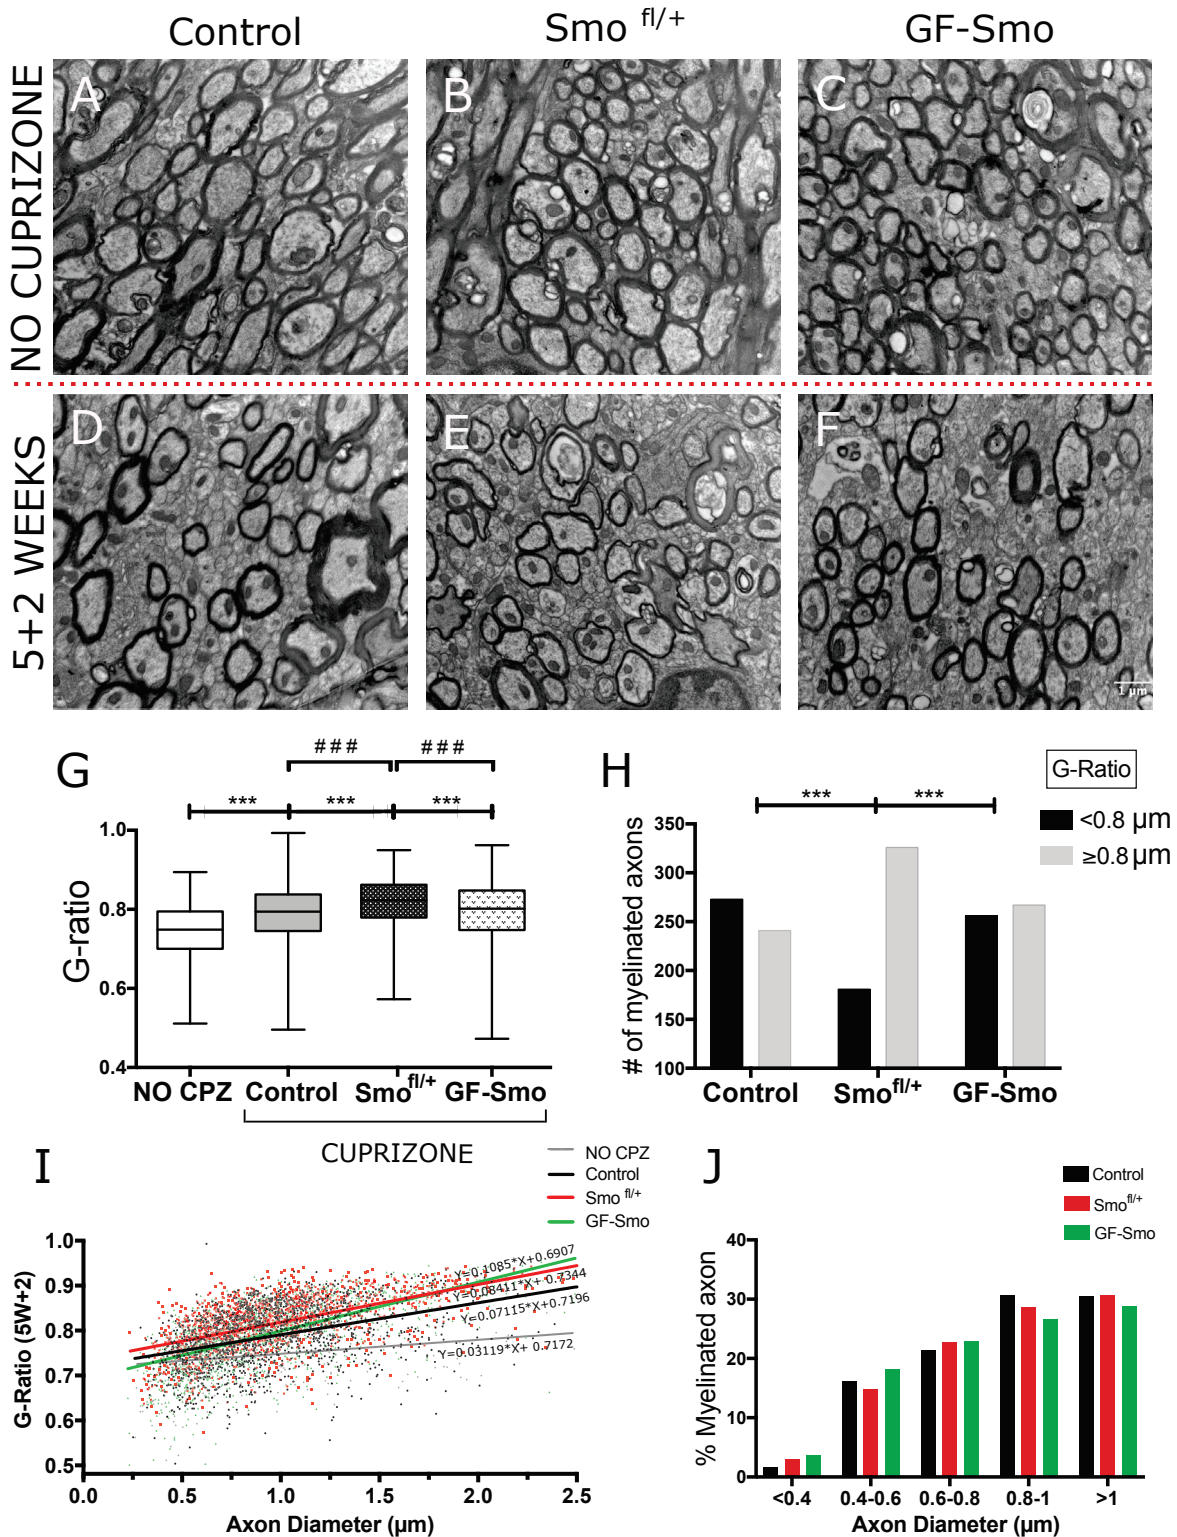 Control Smo fl/+ GF-Smo
NO CUPRIZONE
A B C
5+2 WEEKS
D E F
1 μm
G
### ###
*** *** ***
G-ratio
1.0
0.8
0.6
0.4
NO CPZ Control Smo fl/+ GF-Smo
CUPRIZONE
H
G-Ratio
<0.8 μm
≥0.8 μm
*** ***
# of myelinated axons
350
300
250
200
150
100
Control Smo fl/+ GF-Smo
I
NO CPZ
Control
Smo fl/+
GF-Smo
G-Ratio (5W+2)
1.0
0.9
0.8
0.7
0.6
0.5
Y=0.1085*X+0.6907
Y=0.08411*X+ 0.7344
Y=0.07115*X+0.7196
Y=0.03119*X+ 0.7172
0.0 0.5 1.0 1.5 2.0 2.5
Axon Diameter (μm)
J
Control
Smo fl/+
GF-Smo
% Myelinated axon
40
30
20
10
0
<0.4 0.4-0.6 0.6-0.8 0.8-1 >1
Axon Diameter (μm)